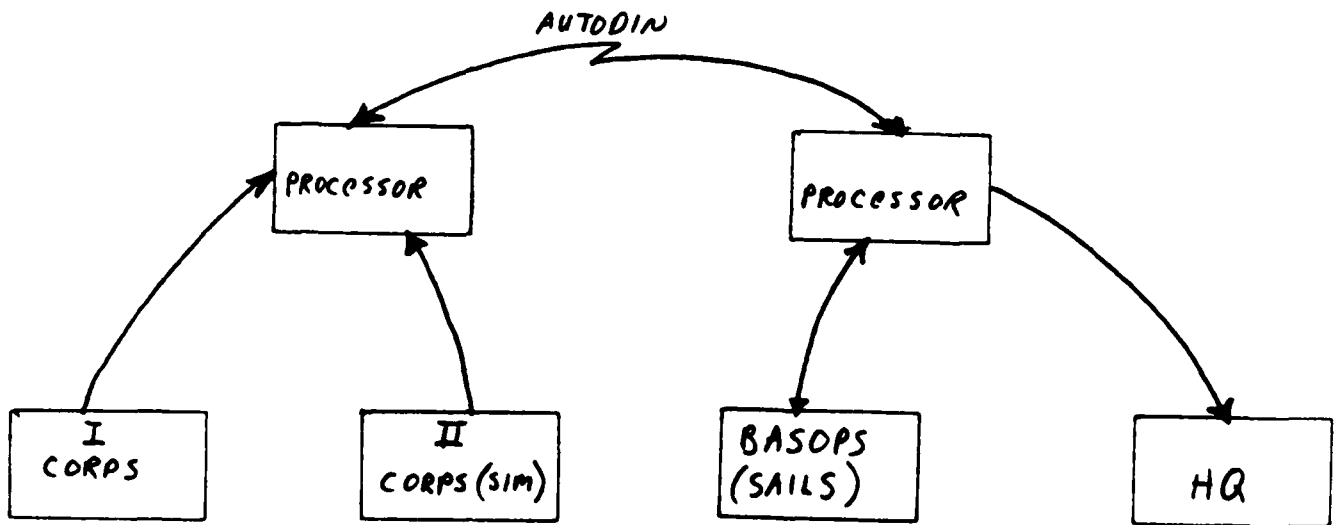 AUTODIN
PROCESSOR
PROCESSOR
I
CORPS
II
CORPS (SIM)
BASOPS
(SAILS)
HQ